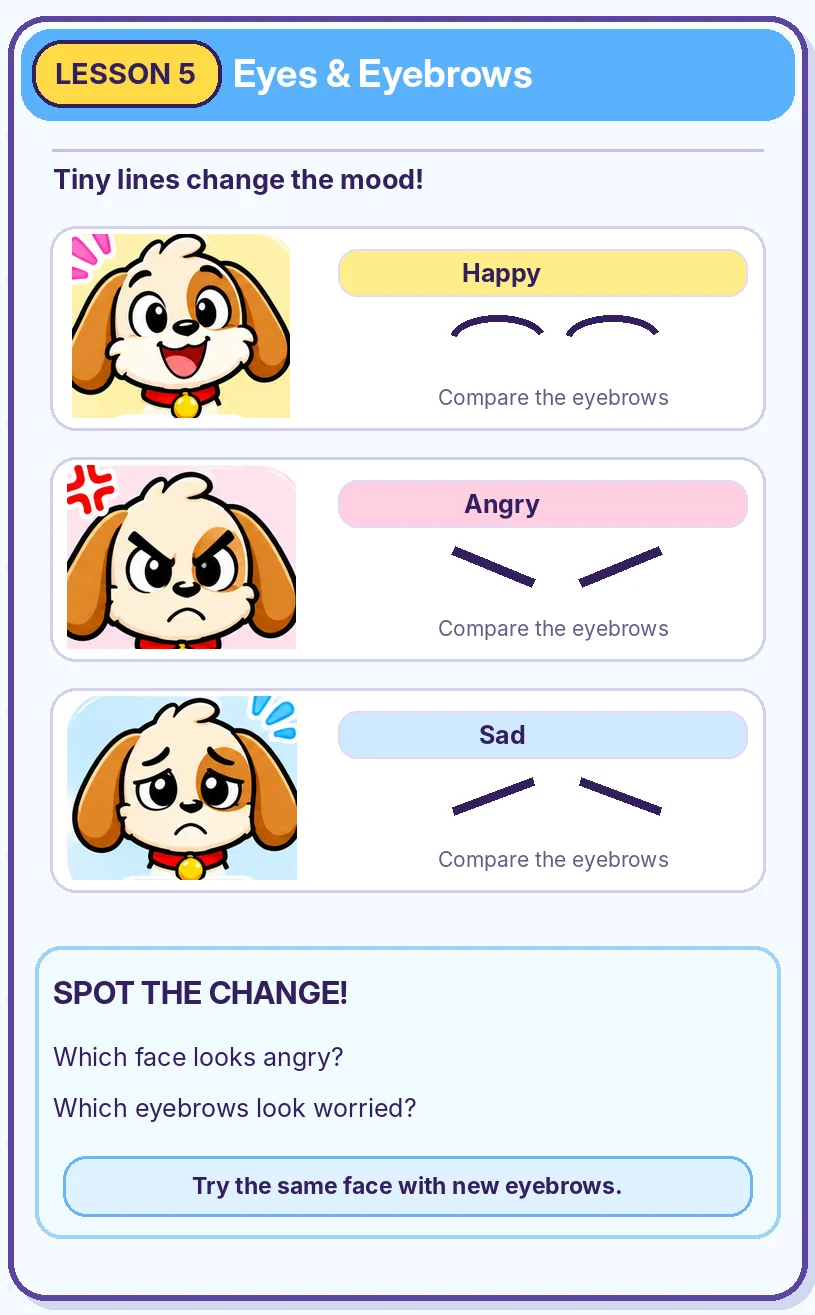 LESSON 5 Eyes & Eyebrows
Tiny lines change the mood!
Happy
Compare the eyebrows
Angry
Compare the eyebrows
Sad
Compare the eyebrows
SPOT THE CHANGE!
Which face looks angry?
Which eyebrows look worried?
Try the same face with new eyebrows.